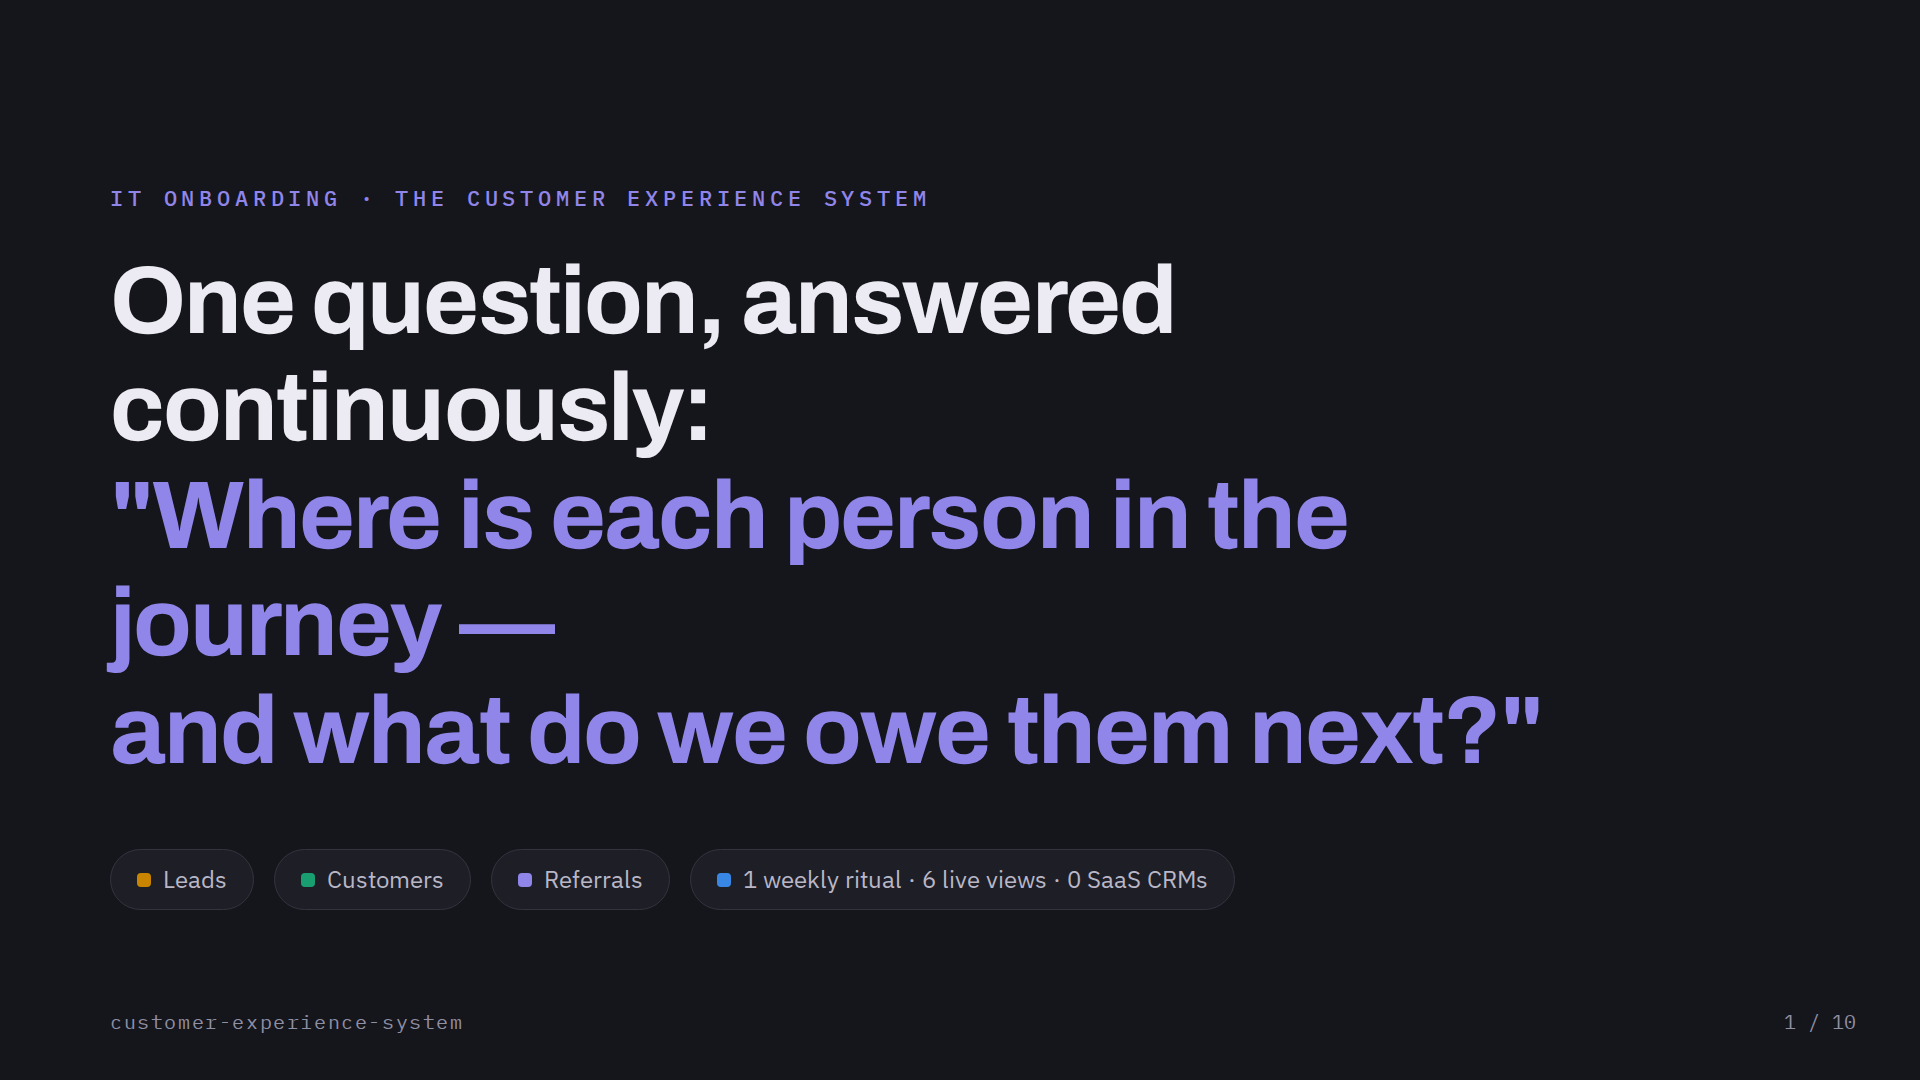 IT ONBOARDING · THE CUSTOMER EXPERIENCE SYSTEM
One question, answered
continuously:
"Where is each person in the
journey —
and what do we owe them next?"
Leads
Customers
Referrals
1 weekly ritual · 6 live views · 0 SaaS CRMs
customer-experience-system
1 / 10